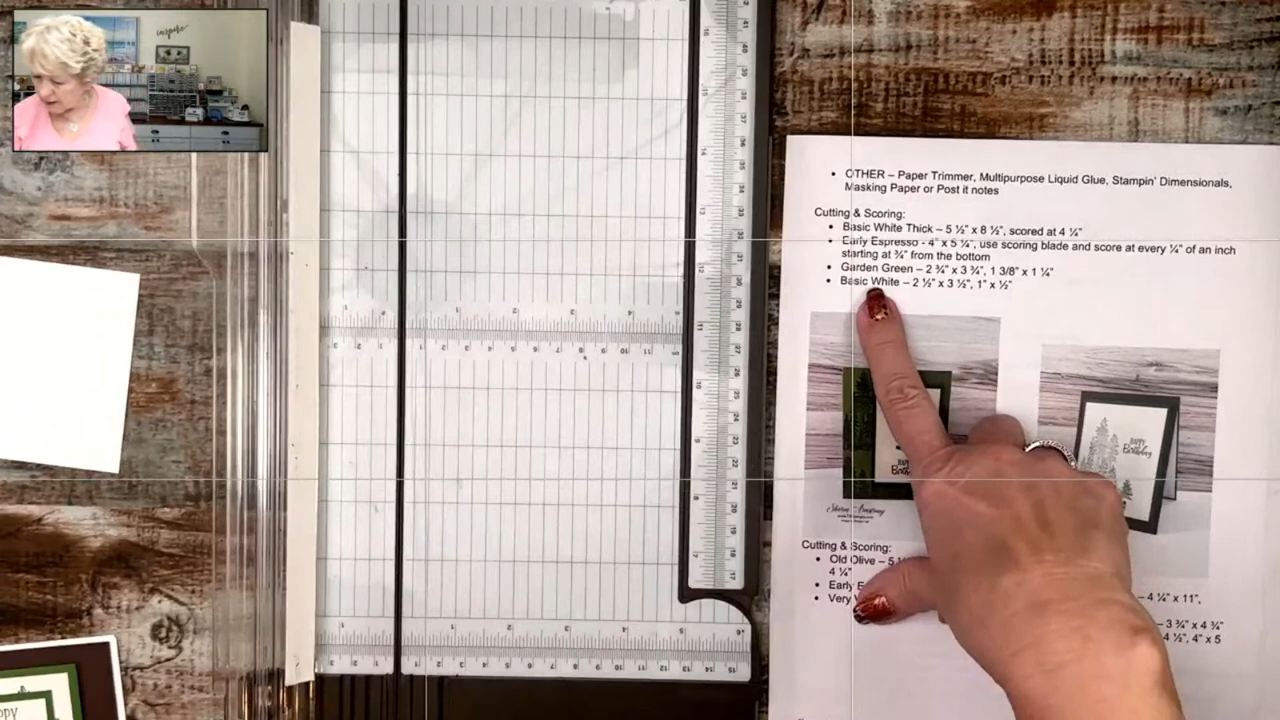 inspire
• OTHER – Paper Trimmer, Multipurpose Liquid Glue, Stampin' Dimensionals,
Masking Paper or Post it notes
Cutting & Scoring:
• Basic White Thick – 5 ½" x 8 ½", scored at 4 ¼"
• Early Espresso - 4" x 5 ¼", use scoring blade and score at every ¼" of an inch
starting at ¾" from the bottom
• Garden Green – 2 ¾" x 3 ¾", 1 3/8" x 1 ¼"
• Basic White – 2 ½" x 3 ½", 1" x ½"
Happy
Birthday
Cutting & Scoring:
• Old Olive – 5
4 ¼"
• Early E
• Very
– 4 ¼" x 11",
– 3 ¾" x 4 ¾"
4 ½", 4" x 5